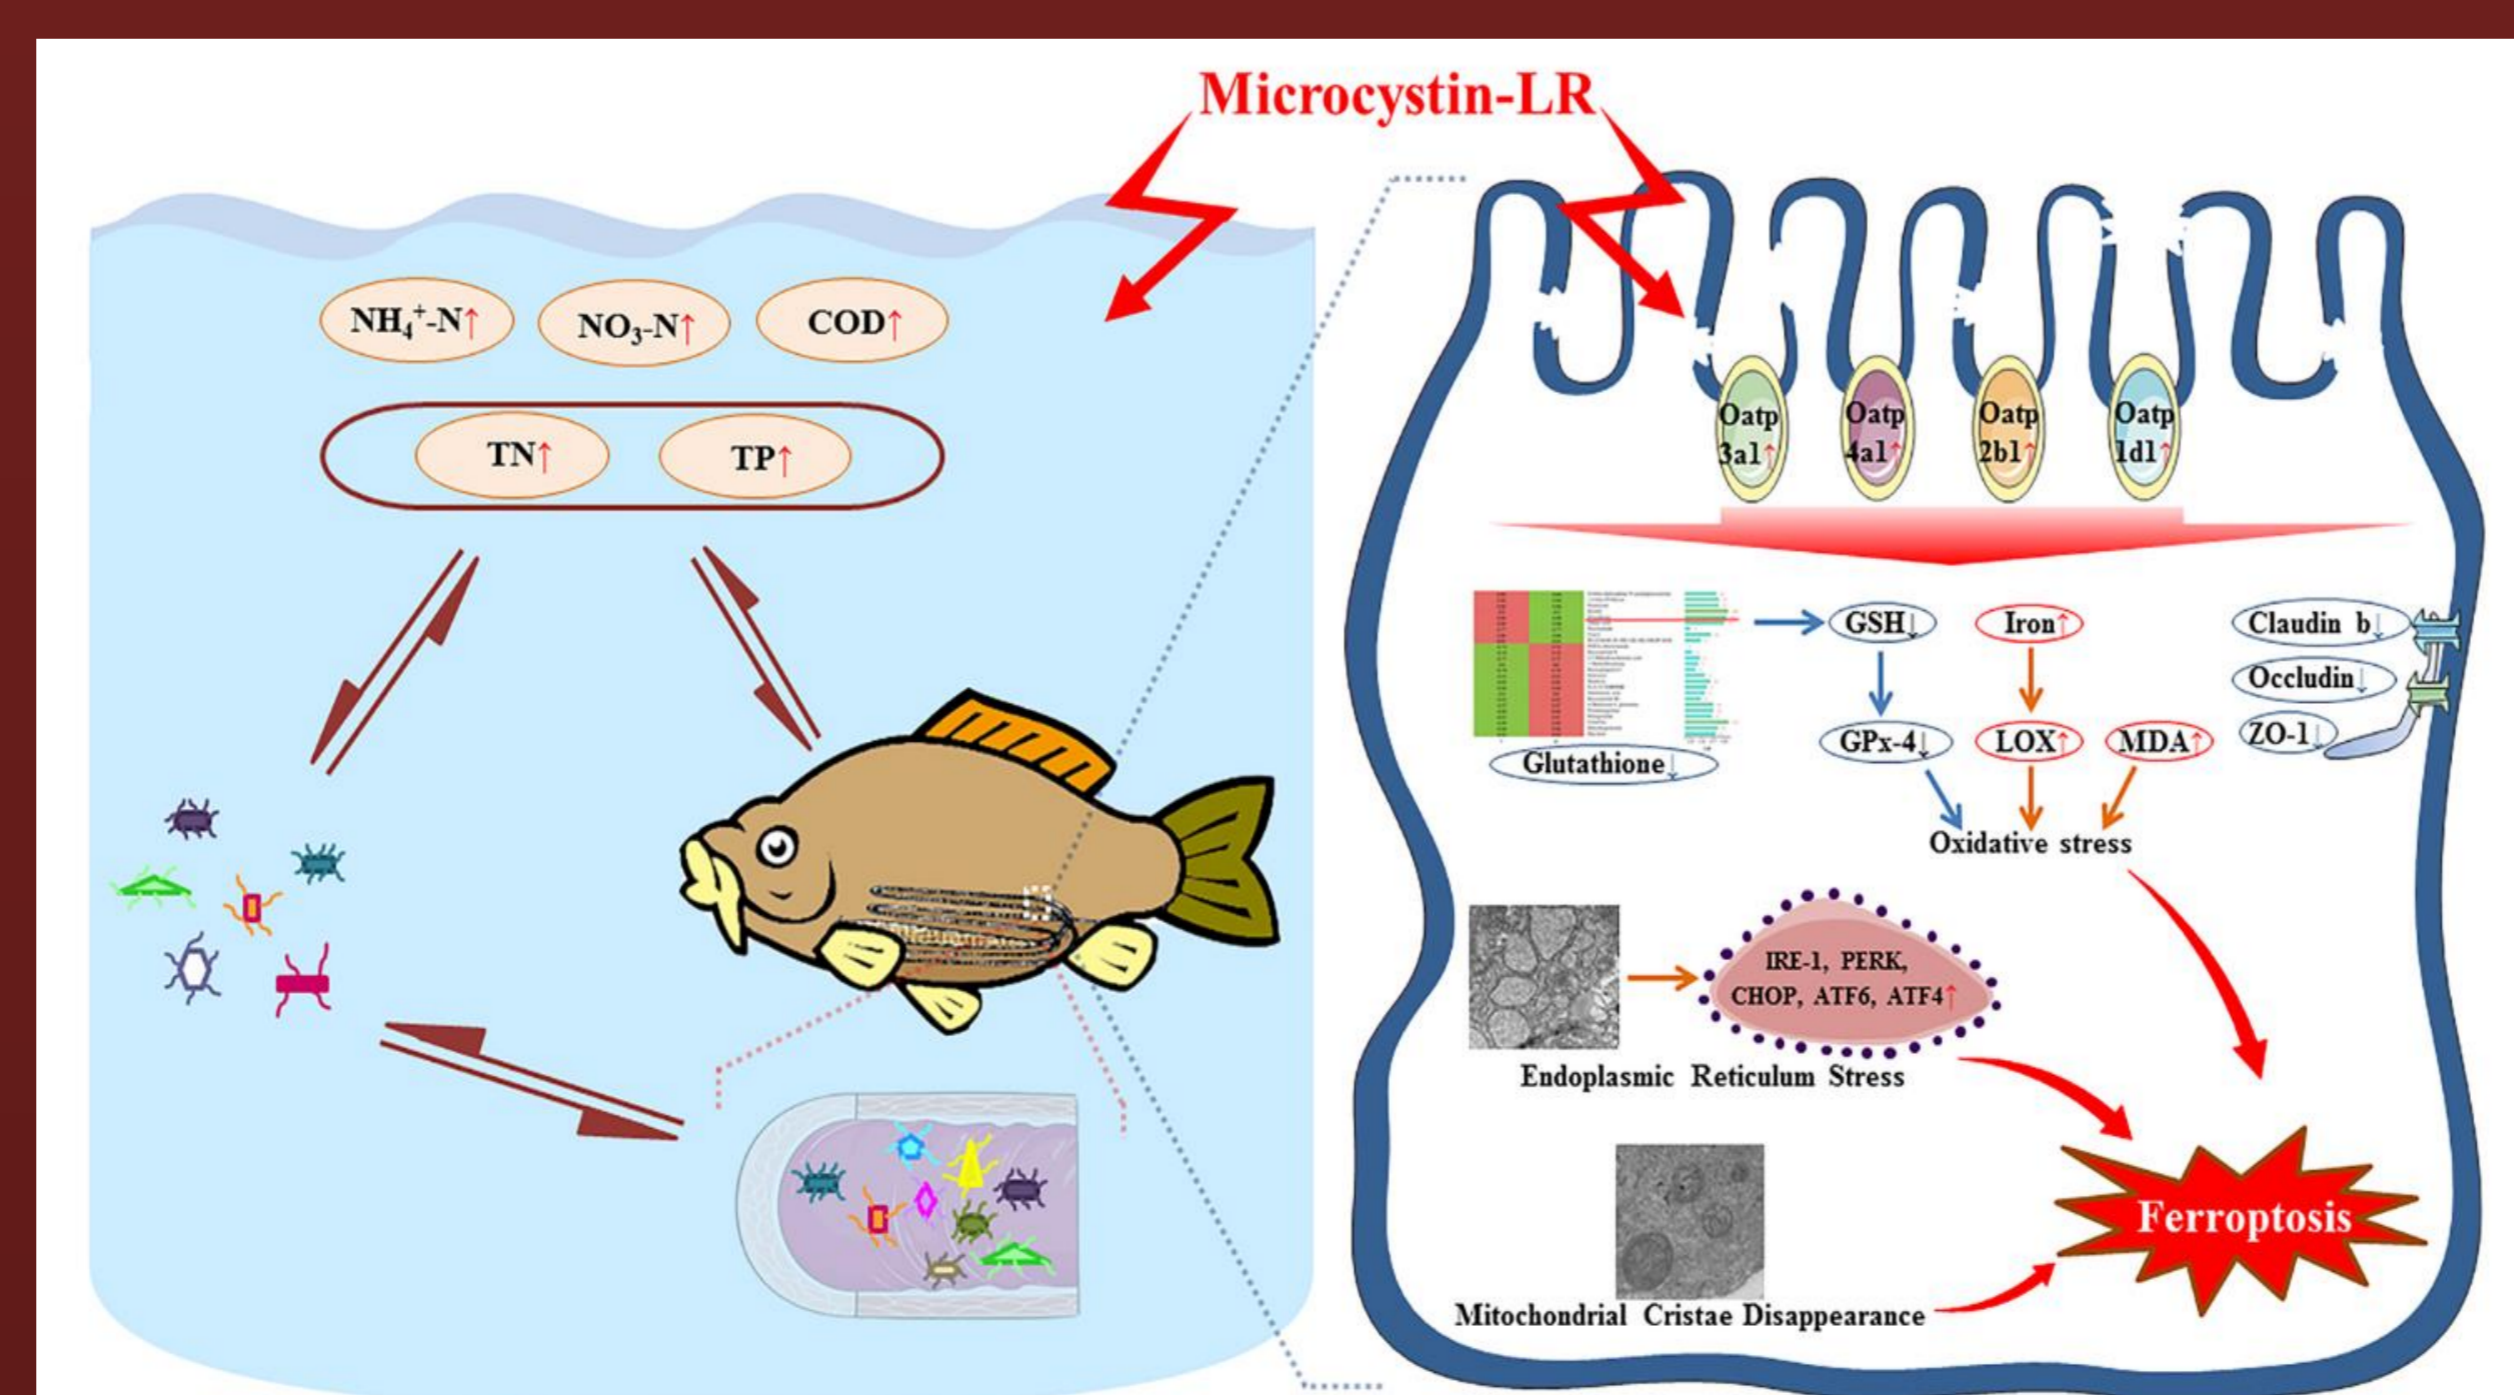 Microcystin-LR
NH₄⁺-N↑
NO₃-N↑
COD↑
TN↑
TP↑
Oatp
3a1↑
Oatp
4a1↑
Oatp
2b1↑
Oatp
1d1↑
GSH↓
Iron↑
Claudin b↓
Occludin↓
GPx-4↓
LOX↑
MDA↑
ZO-1↓
Glutathione↓
Oxidative stress
IRE-1, PERK,
CHOP, ATF6, ATF4↑
Endoplasmic Reticulum Stress
Ferroptosis
Mitochondrial Cristae Disappearance